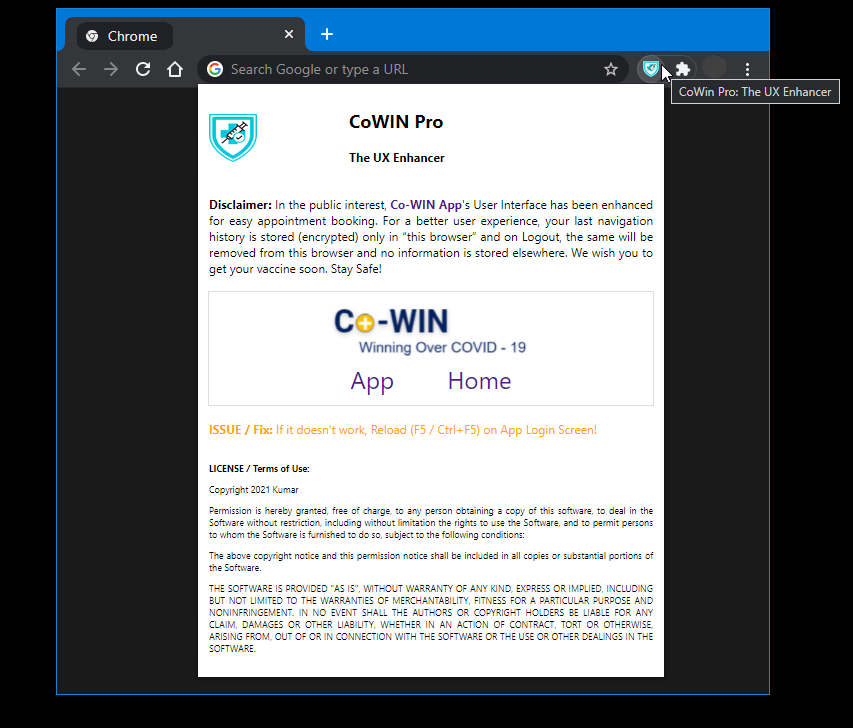 Chrome
Search Google or type a URL
CoWin Pro: The UX Enhancer
CoWIN Pro
The UX Enhancer
Disclaimer: In the public interest, Co-WIN App's User Interface has been enhanced
for easy appointment booking. For a better user experience, your last navigation
history is stored (encrypted) only in “this browser” and on Logout, the same will be
removed from this browser and no information is stored elsewhere. We wish you to
get your vaccine soon. Stay Safe!
Co-WIN
Winning Over COVID - 19
App Home
ISSUE / Fix: If it doesn't work, Reload (F5 / Ctrl+F5) on App Login Screen!
LICENSE / Terms of Use:
Copyright 2021 Kumar
Permission is hereby granted, free of charge, to any person obtaining a copy of this software, to deal in the
Software without restriction, including without limitation the rights to use the Software, and to permit persons
to whom the Software is furnished to do so, subject to the following conditions:
The above copyright notice and this permission notice shall be included in all copies or substantial portions of
the Software.
THE SOFTWARE IS PROVIDED "AS IS", WITHOUT WARRANTY OF ANY KIND, EXPRESS OR IMPLIED, INCLUDING
BUT NOT LIMITED TO THE WARRANTIES OF MERCHANTABILITY, FITNESS FOR A PARTICULAR PURPOSE AND
NONINFRINGEMENT. IN NO EVENT SHALL THE AUTHORS OR COPYRIGHT HOLDERS BE LIABLE FOR ANY
CLAIM, DAMAGES OR OTHER LIABILITY, WHETHER IN AN ACTION OF CONTRACT, TORT OR OTHERWISE,
ARISING FROM, OUT OF OR IN CONNECTION WITH THE SOFTWARE OR THE USE OR OTHER DEALINGS IN THE
SOFTWARE.